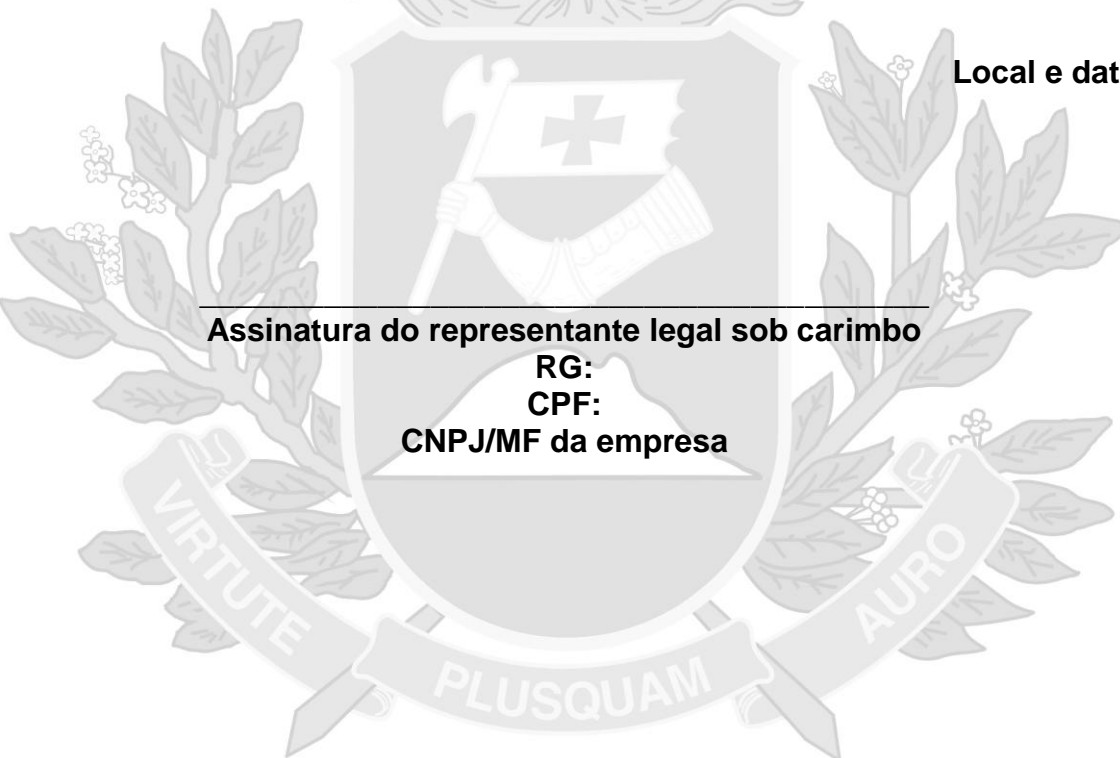 Local e dat
Assinatura do representante legal sob carimbo
RG:
CPF:
CNPJ/MF da empresa
VIRTUTE
PLUSQUAM
AURO